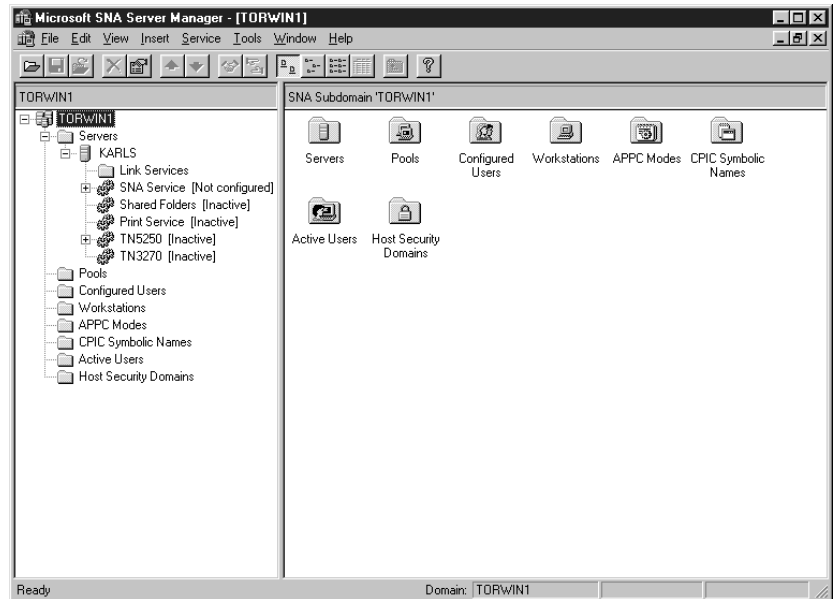 Microsoft SNA Server Manager - [TORWIN1]
File Edit View Insert Service Tools Window Help
TORWIN1
TORWIN1
Servers
KARLS
Link Services
SNA Service [Not configured]
Shared Folders [Inactive]
Print Service [Inactive]
TN5250 [Inactive]
TN3270 [Inactive]
Pools
Configured Users
Workstations
APPC Modes
CPIC Symbolic Names
Active Users
Host Security Domains
SNA Subdomain 'TORWIN1'
Servers
Pools
Configured
Users
Workstations
APPC Modes
CPIC Symbolic
Names
Active Users
Host Security
Domains
Ready
Domain: TORWIN1